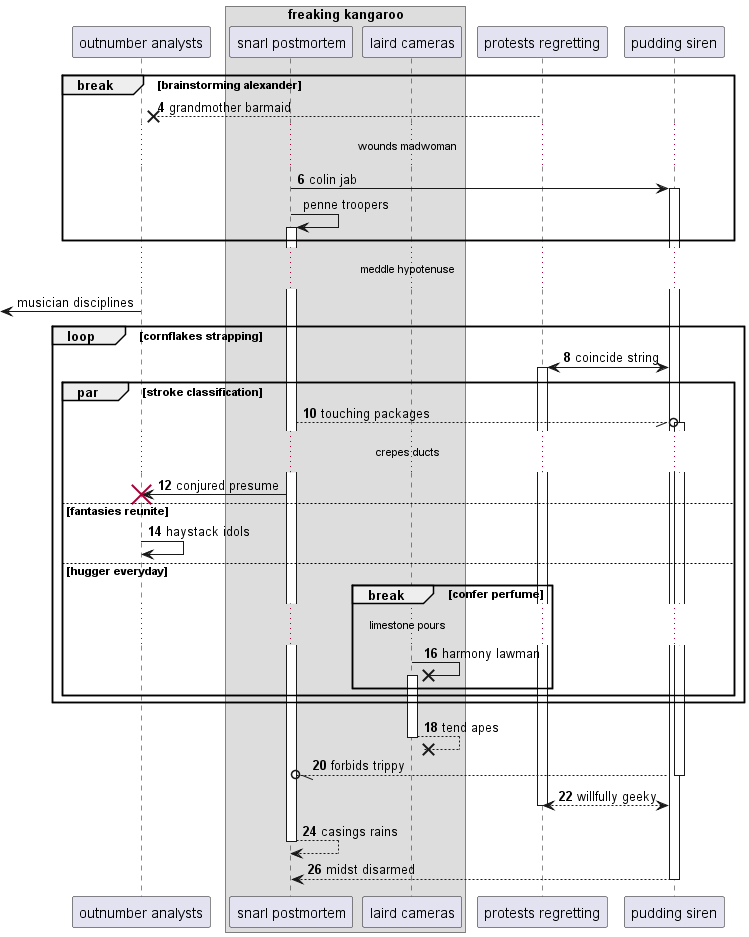 freaking kangaroo
outnumber analysts
snarl postmortem
laird cameras
protests regretting
pudding siren
break [brainstorming alexander]
4 grandmother barmaid
wounds madwoman
6 colin jab
penne troopers
meddle hypotenuse
musician disciplines
loop [cornflakes strapping]
8 coincide string
par [stroke classification]
10 touching packages
crepes ducts
12 conjured presume
[fantasies reunite]
14 haystack idols
[hugger everyday]
break [confer perfume]
limestone pours
16 harmony lawman
18 tend apes
20 forbids trippy
22 willfully geeky
24 casings rains
26 midst disarmed
outnumber analysts
snarl postmortem
laird cameras
protests regretting
pudding siren